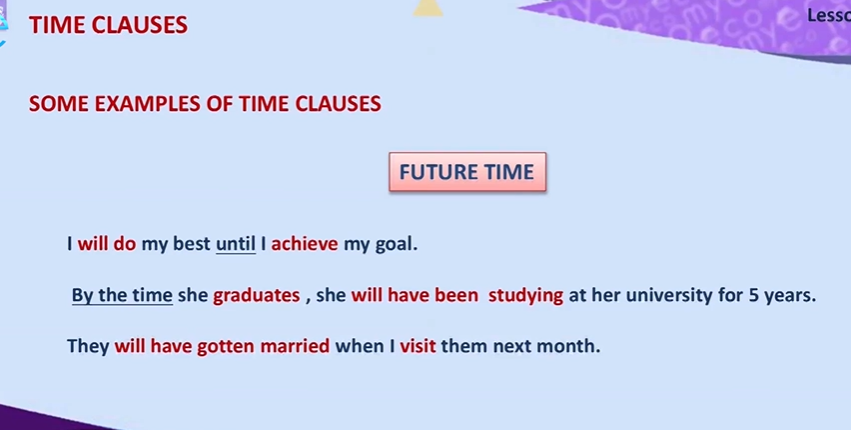 Lesso
TIME CLAUSES
SOME EXAMPLES OF TIME CLAUSES
FUTURE TIME
I will do my best until I achieve my goal.
By the time she graduates , she will have been studying at her university for 5 years.
They will have gotten married when I visit them next month.